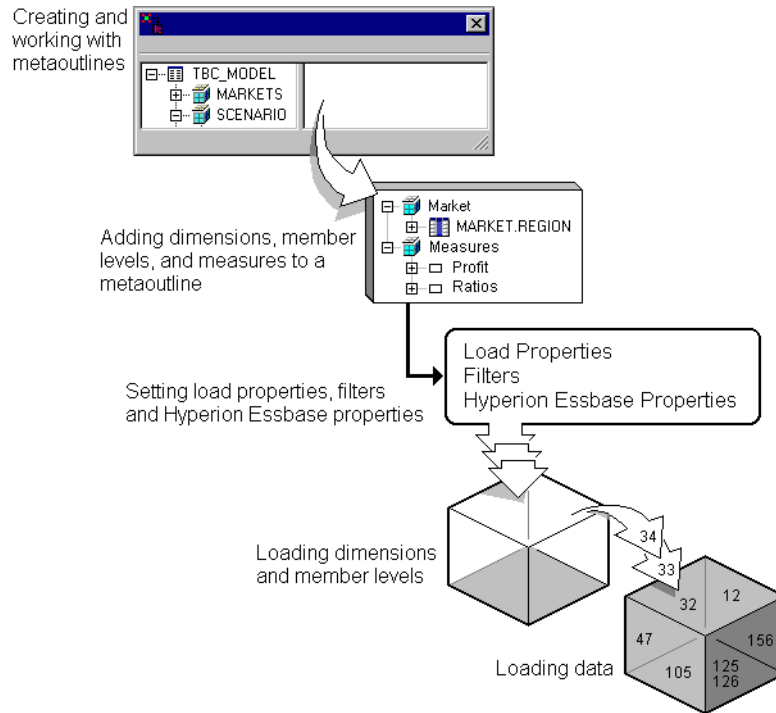 Creating and
working with
metaoutlines
TBC_MODEL
MARKETS
SCENARIO
Market
MARKET.REGION
Measures
Profit
Ratios
Adding dimensions, member
levels, and measures to a
metaoutline
Load Properties
Filters
Hyperion Essbase Properties
Setting load properties, filters
and Hyperion Essbase properties
34
33
Loading dimensions
and member levels
32
12
47
156
105
125
126
Loading data